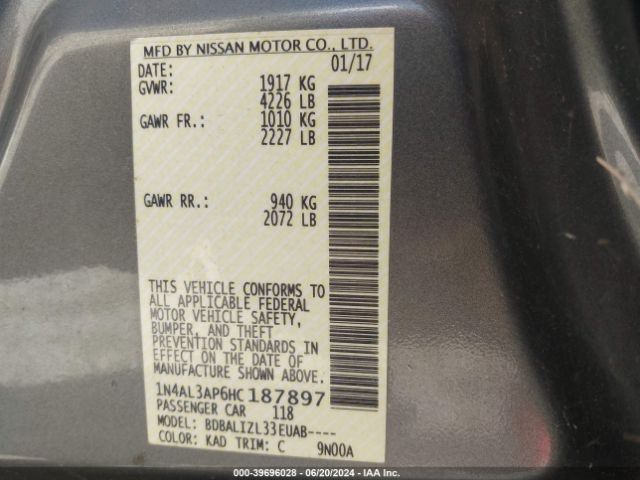 MFD BY NISSAN MOTOR CO., LTD.
DATE: 01/17
GVWR: 1917 KG
4226 LB
GAWR FR.: 1010 KG
2227 LB
GAWR RR.: 940 KG
2072 LB
THIS VEHICLE CONFORMS TO
ALL APPLICABLE FEDERAL
MOTOR VEHICLE SAFETY,
BUMPER, AND THEFT
PREVENTION STANDARDS IN
EFFECT ON THE DATE OF
MANUFACTURE SHOWN ABOVE.
1N4AL3AP6HC187897
PASSENGER CAR 118
MODEL: BDBALIZL33EUAB----
COLOR: KAD TRIM: C 9N00A
000-39696028 — 06/20/2024 — IAA Inc.